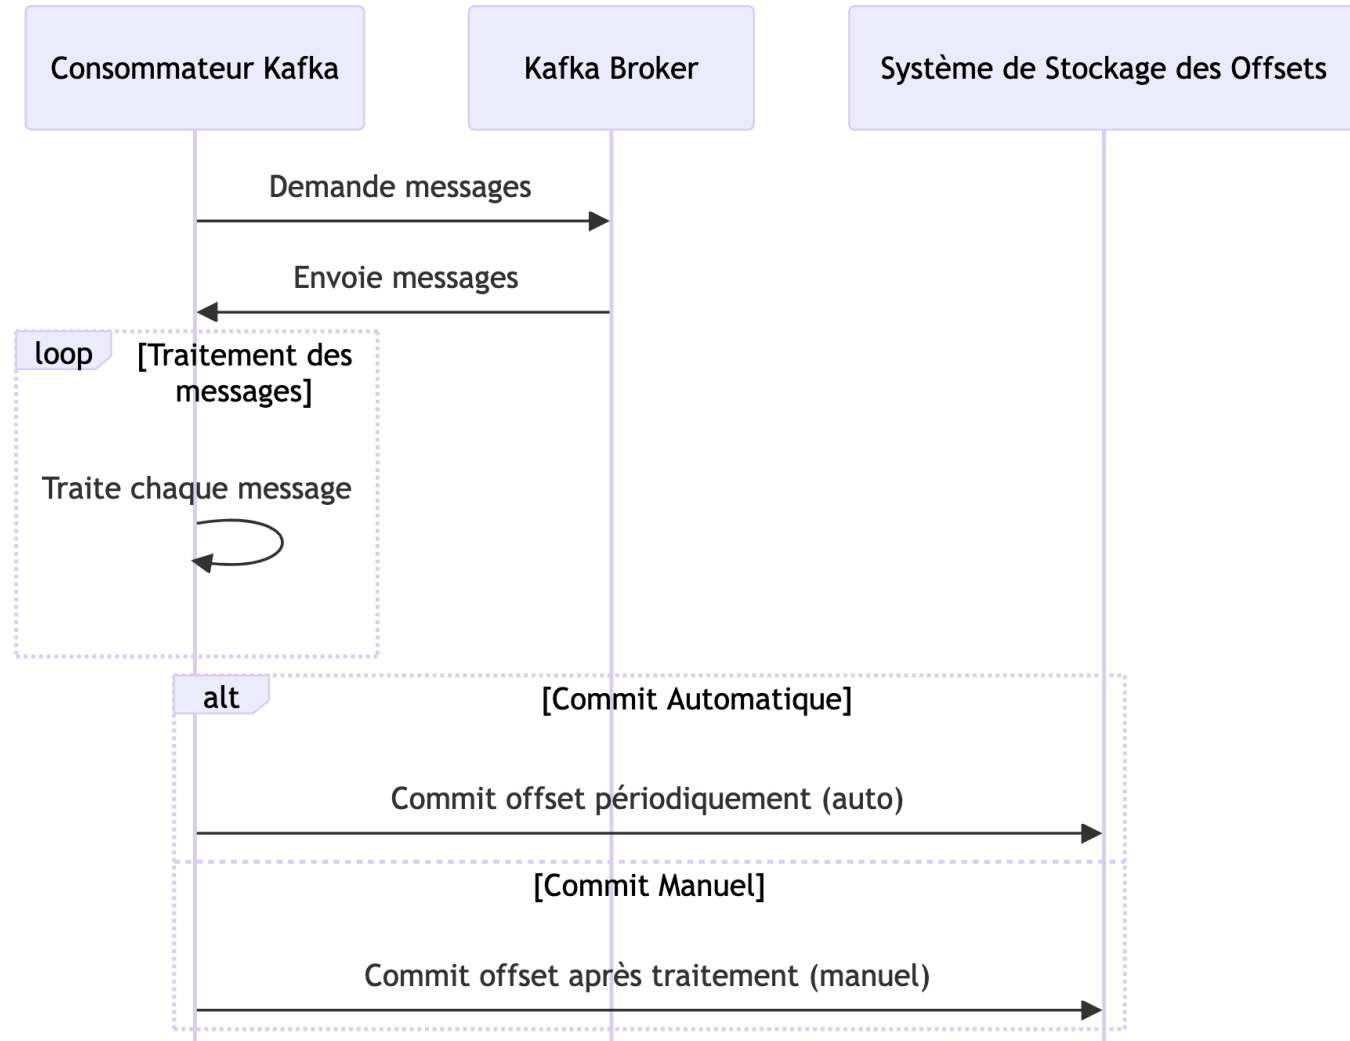 Consommateur Kafka
Kafka Broker
Système de Stockage des Offsets
Demande messages
Envoie messages
loop
[Traitement des
messages]
Traite chaque message
alt
[Commit Automatique]
Commit offset périodiquement (auto)
[Commit Manuel]
Commit offset après traitement (manuel)